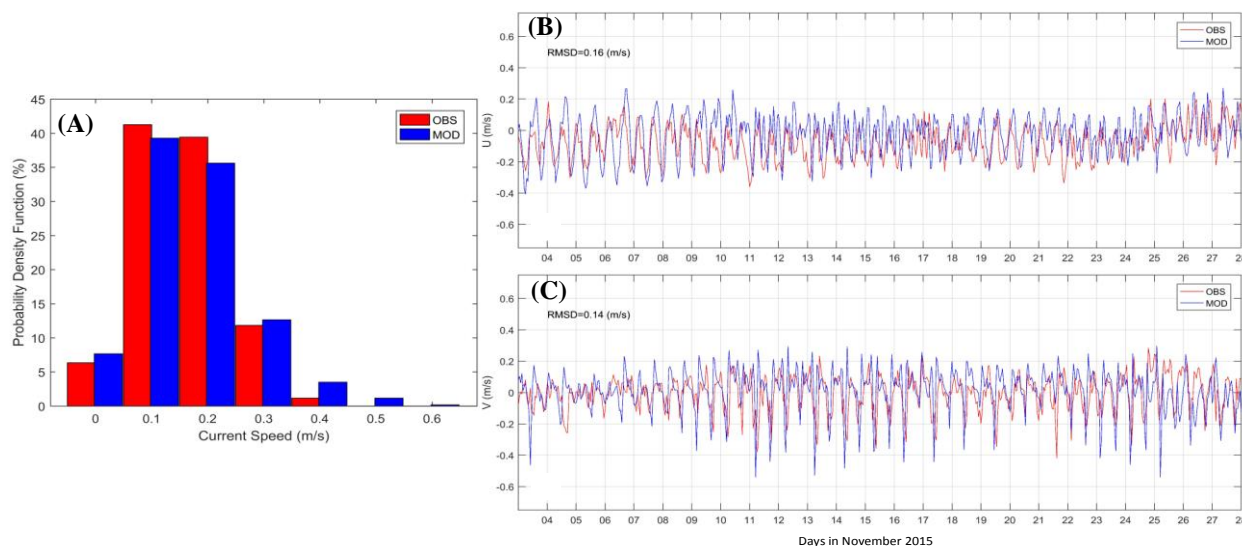 (A)
Probability Density Function (%)
45
40
35
30
25
20
15
10
5
0
OBS
MOD
0 0.1 0.2 0.3 0.4 0.5 0.6
Current Speed (m/s)
(B)
RMSD=0.16 (m/s)
OBS
MOD
U (m/s)
0.6
0.4
0.2
0
-0.2
-0.4
-0.6
04 05 06 07 08 09 10 11 12 13 14 15 16 17 18 19 20 21 22 23 24 25 26 27 28
(C)
RMSD=0.14 (m/s)
OBS
MOD
V (m/s)
0.6
0.4
0.2
0
-0.2
-0.4
-0.6
04 05 06 07 08 09 10 11 12 13 14 15 16 17 18 19 20 21 22 23 24 25 26 27 28
Days in November 2015